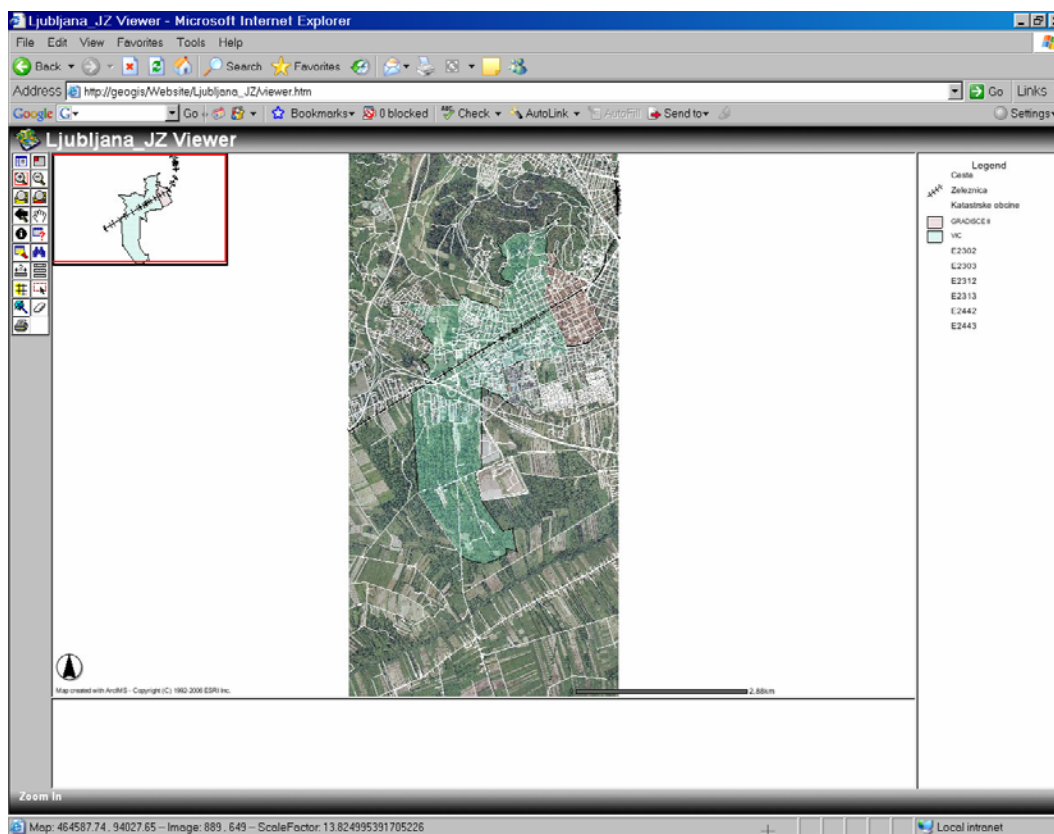 Ljubljana_JZ Viewer - Microsoft Internet Explorer
File Edit View Favorites Tools Help
Back Search Favorites
Address http://geogis/Website/Ljubljana_JZ/viewer.htm Go Links
Google G Go Bookmarks 0 blocked Check AutoLink AutoFill Send to Settings
Ljubljana_JZ Viewer
Legend
Ceste
Zeleznica
Katastrske obcine
GRADISCE II
VIC
E2302
E2303
E2312
E2313
E2442
E2443
Map created with ArcIMS - Copyright (C) 1992-2006 ESRI Inc.
2.88km
Zoom In
Map: 464587.74 , 94027.65 -- Image: 889 , 649 -- ScaleFactor: 13.824995391705226
Local intranet